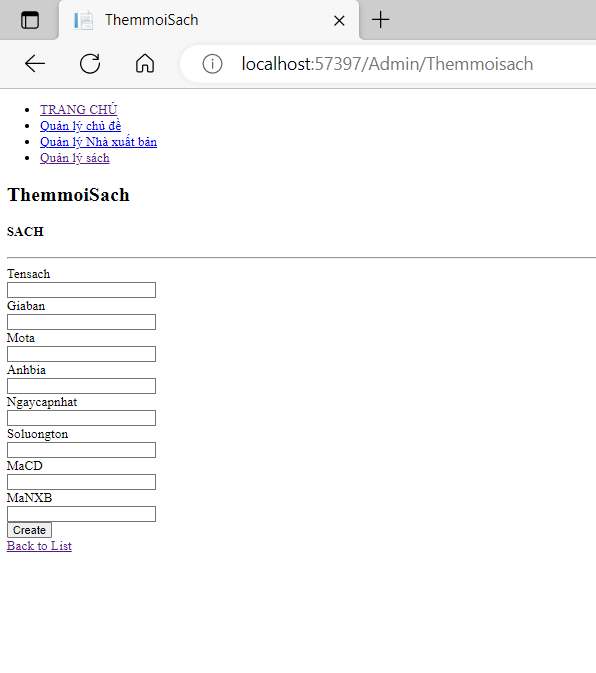 ThemmoiSach
localhost:57397/Admin/Themmoisach
TRANG CHỦ
Quản lý chủ đề
Quản lý Nhà xuất bản
Quản lý sách
ThemmoiSach
SACH
Tensach
Giaban
Mota
Anhbia
Ngaycapnhat
Soluongton
MaCD
MaNXB
Create
Back to List